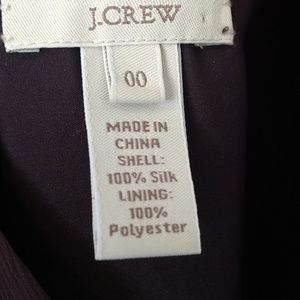 J.CREW
00
MADE IN
CHINA
SHELL:
100% Silk
LINING:
100%
Polyester